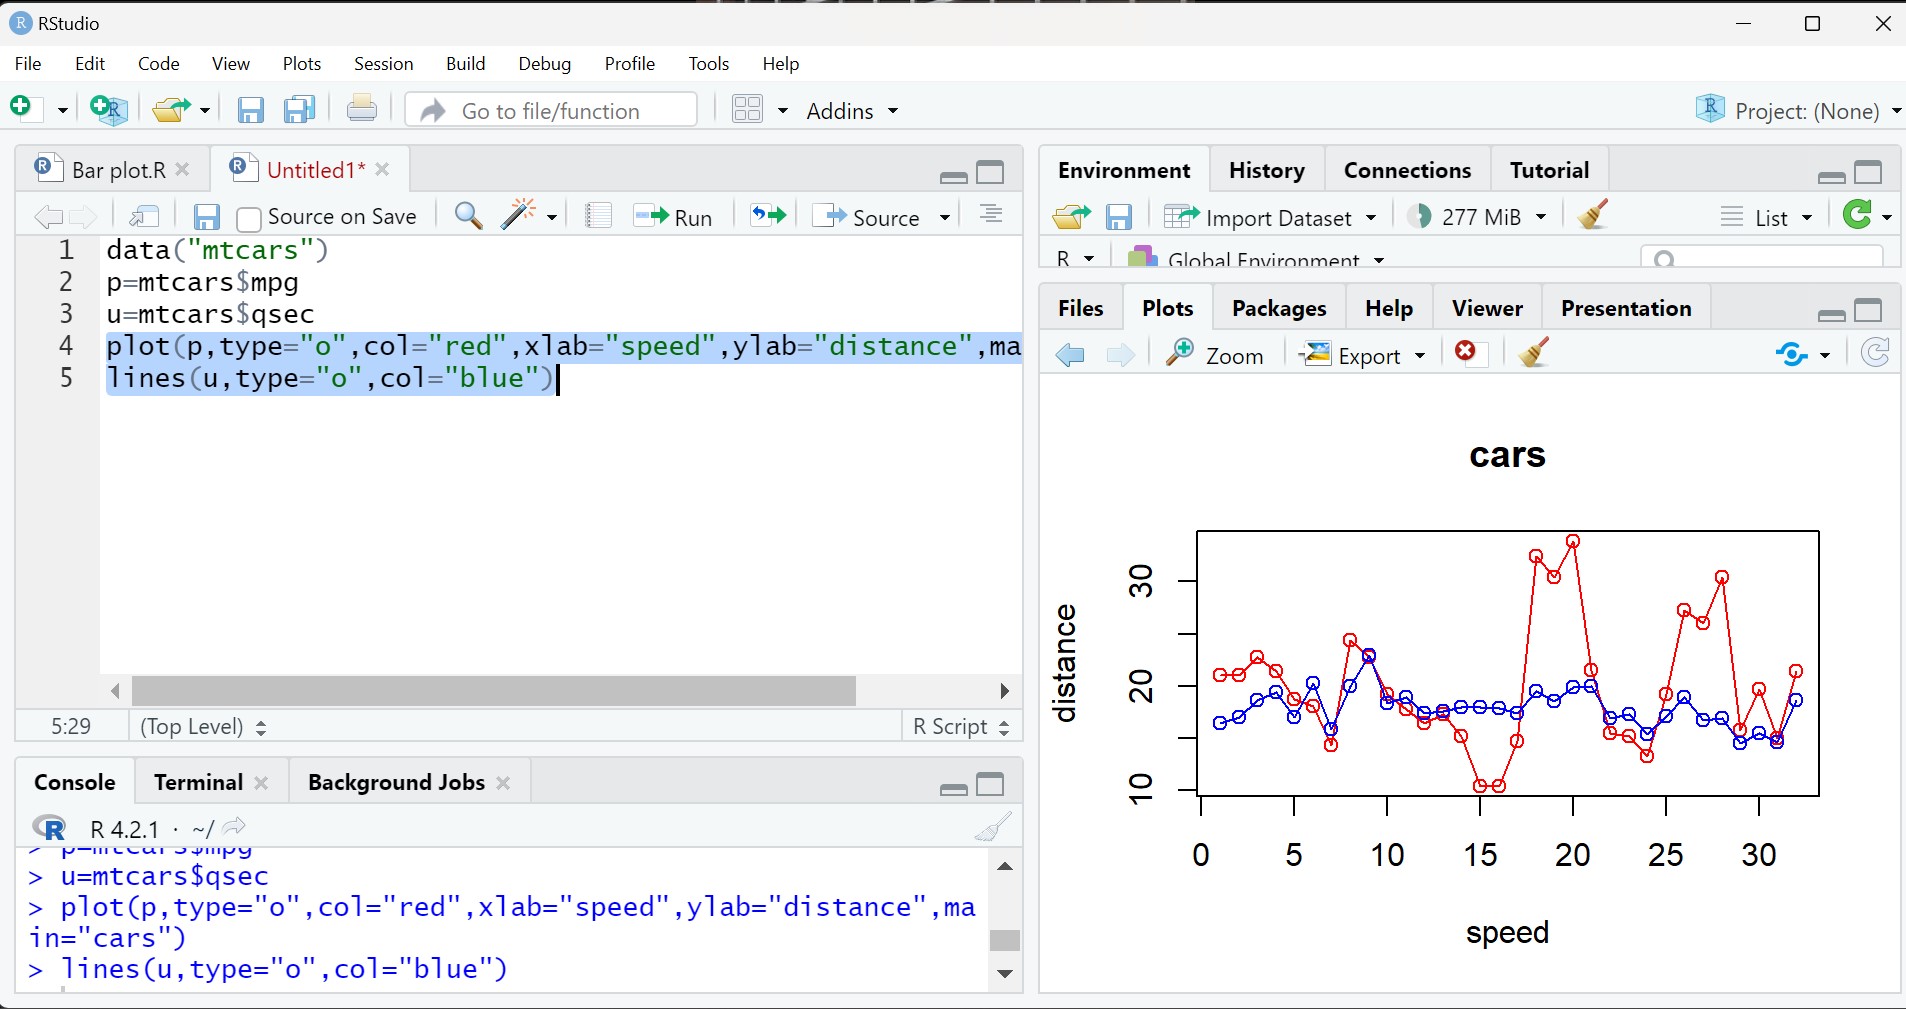 RStudio
File Edit Code View Plots Session Build Debug Profile Tools Help
Go to file/function Addins Project: (None)
Bar plot.R Untitled1*
Source on Save Run Source
1 data("mtcars")
2 p=mtcars$mpg
3 u=mtcars$qsec
4 plot(p,type="o",col="red",xlab="speed",ylab="distance",ma
5 lines(u,type="o",col="blue")
5:29 (Top Level) R Script
Console Terminal Background Jobs
R 4.2.1 · ~/
> p=mtcars$mpg
> u=mtcars$qsec
> plot(p,type="o",col="red",xlab="speed",ylab="distance",ma
in="cars")
> lines(u,type="o",col="blue")
Environment History Connections Tutorial
Import Dataset 277 MiB List
R Global Environment
Files Plots Packages Help Viewer Presentation
Zoom Export
cars
distance
10 20 30
0 5 10 15 20 25 30
speed